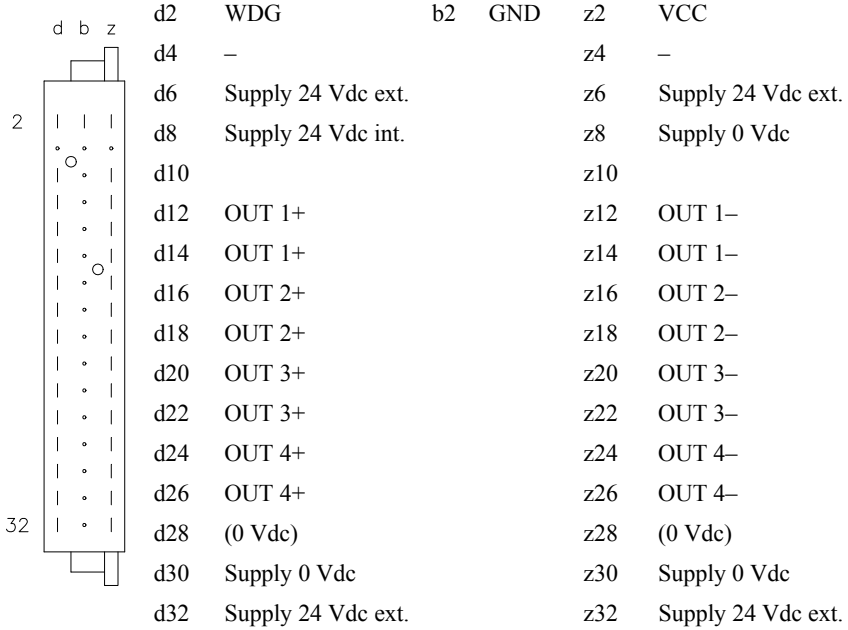 d b z
2
32
d2 WDG b2 GND z2 VCC
d4 – z4 –
d6 Supply 24 Vdc ext. z6 Supply 24 Vdc ext.
d8 Supply 24 Vdc int. z8 Supply 0 Vdc
d10 z10
d12 OUT 1+ z12 OUT 1–
d14 OUT 1+ z14 OUT 1–
d16 OUT 2+ z16 OUT 2–
d18 OUT 2+ z18 OUT 2–
d20 OUT 3+ z20 OUT 3–
d22 OUT 3+ z22 OUT 3–
d24 OUT 4+ z24 OUT 4–
d26 OUT 4+ z26 OUT 4–
d28 (0 Vdc) z28 (0 Vdc)
d30 Supply 0 Vdc z30 Supply 0 Vdc
d32 Supply 24 Vdc ext. z32 Supply 24 Vdc ext.